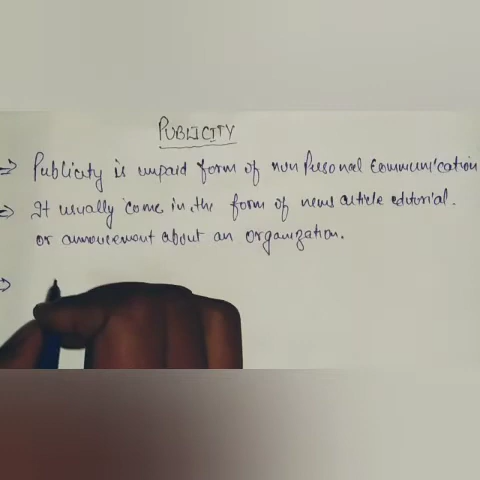 PUBLICITY
⇒ Publicity is unpaid form of non Personal Communication
⇒ It usually come in the form of news article editorial.
or annoucement about an organization.
⇒